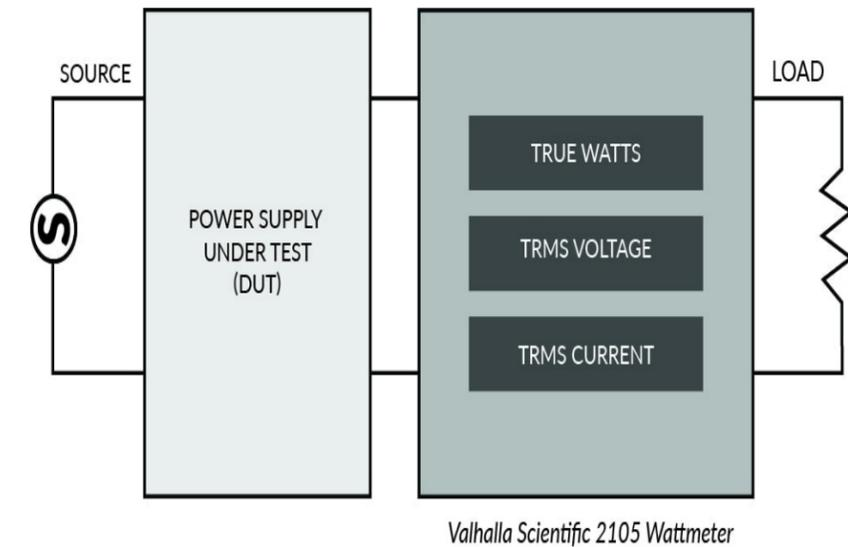 SOURCE
LOAD
POWER SUPPLY
UNDER TEST
(DUT)
TRUE WATTS
TRMS VOLTAGE
TRMS CURRENT
S
Valhalla Scientific 2105 Wattmeter